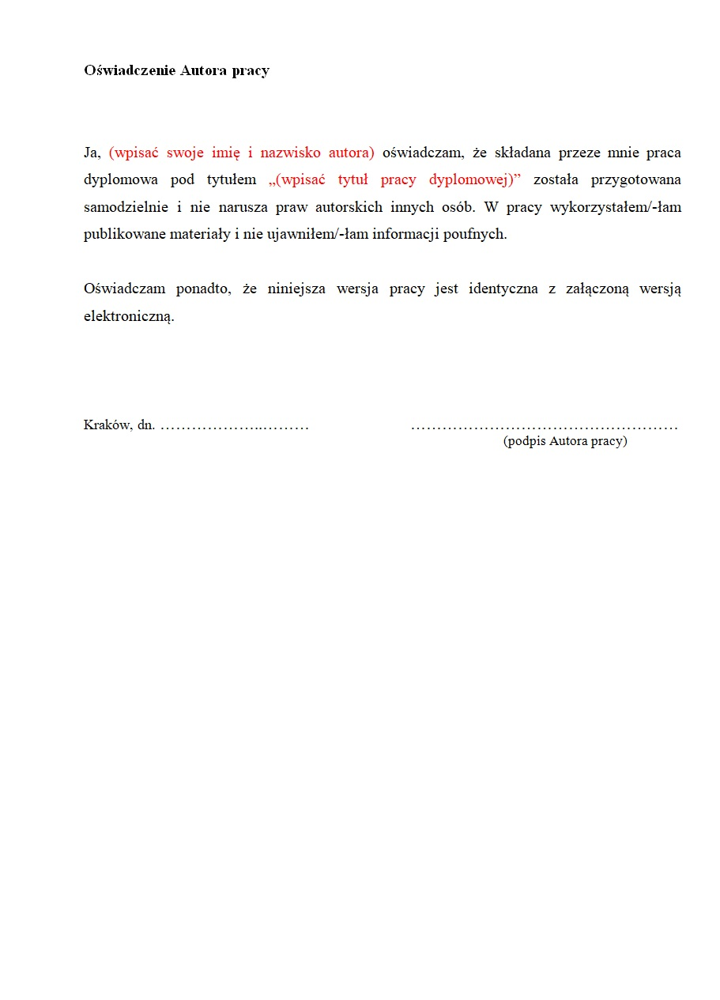 Oświadczenie Autora pracy
Ja, (wpisać swoje imię i nazwisko autora) oświadczam, że składana przeze mnie praca
dyplomowa pod tytułem „(wpisać tytuł pracy dyplomowej)” została przygotowana
samodzielnie i nie narusza praw autorskich innych osób. W pracy wykorzystałem/-łam
publikowane materiały i nie ujawniłem/-łam informacji poufnych.
Oświadczam ponadto, że niniejsza wersja pracy jest identyczna z załączoną wersją
elektroniczną.
Kraków, dn. ………………..……… ……………………………………………
(podpis Autora pracy)